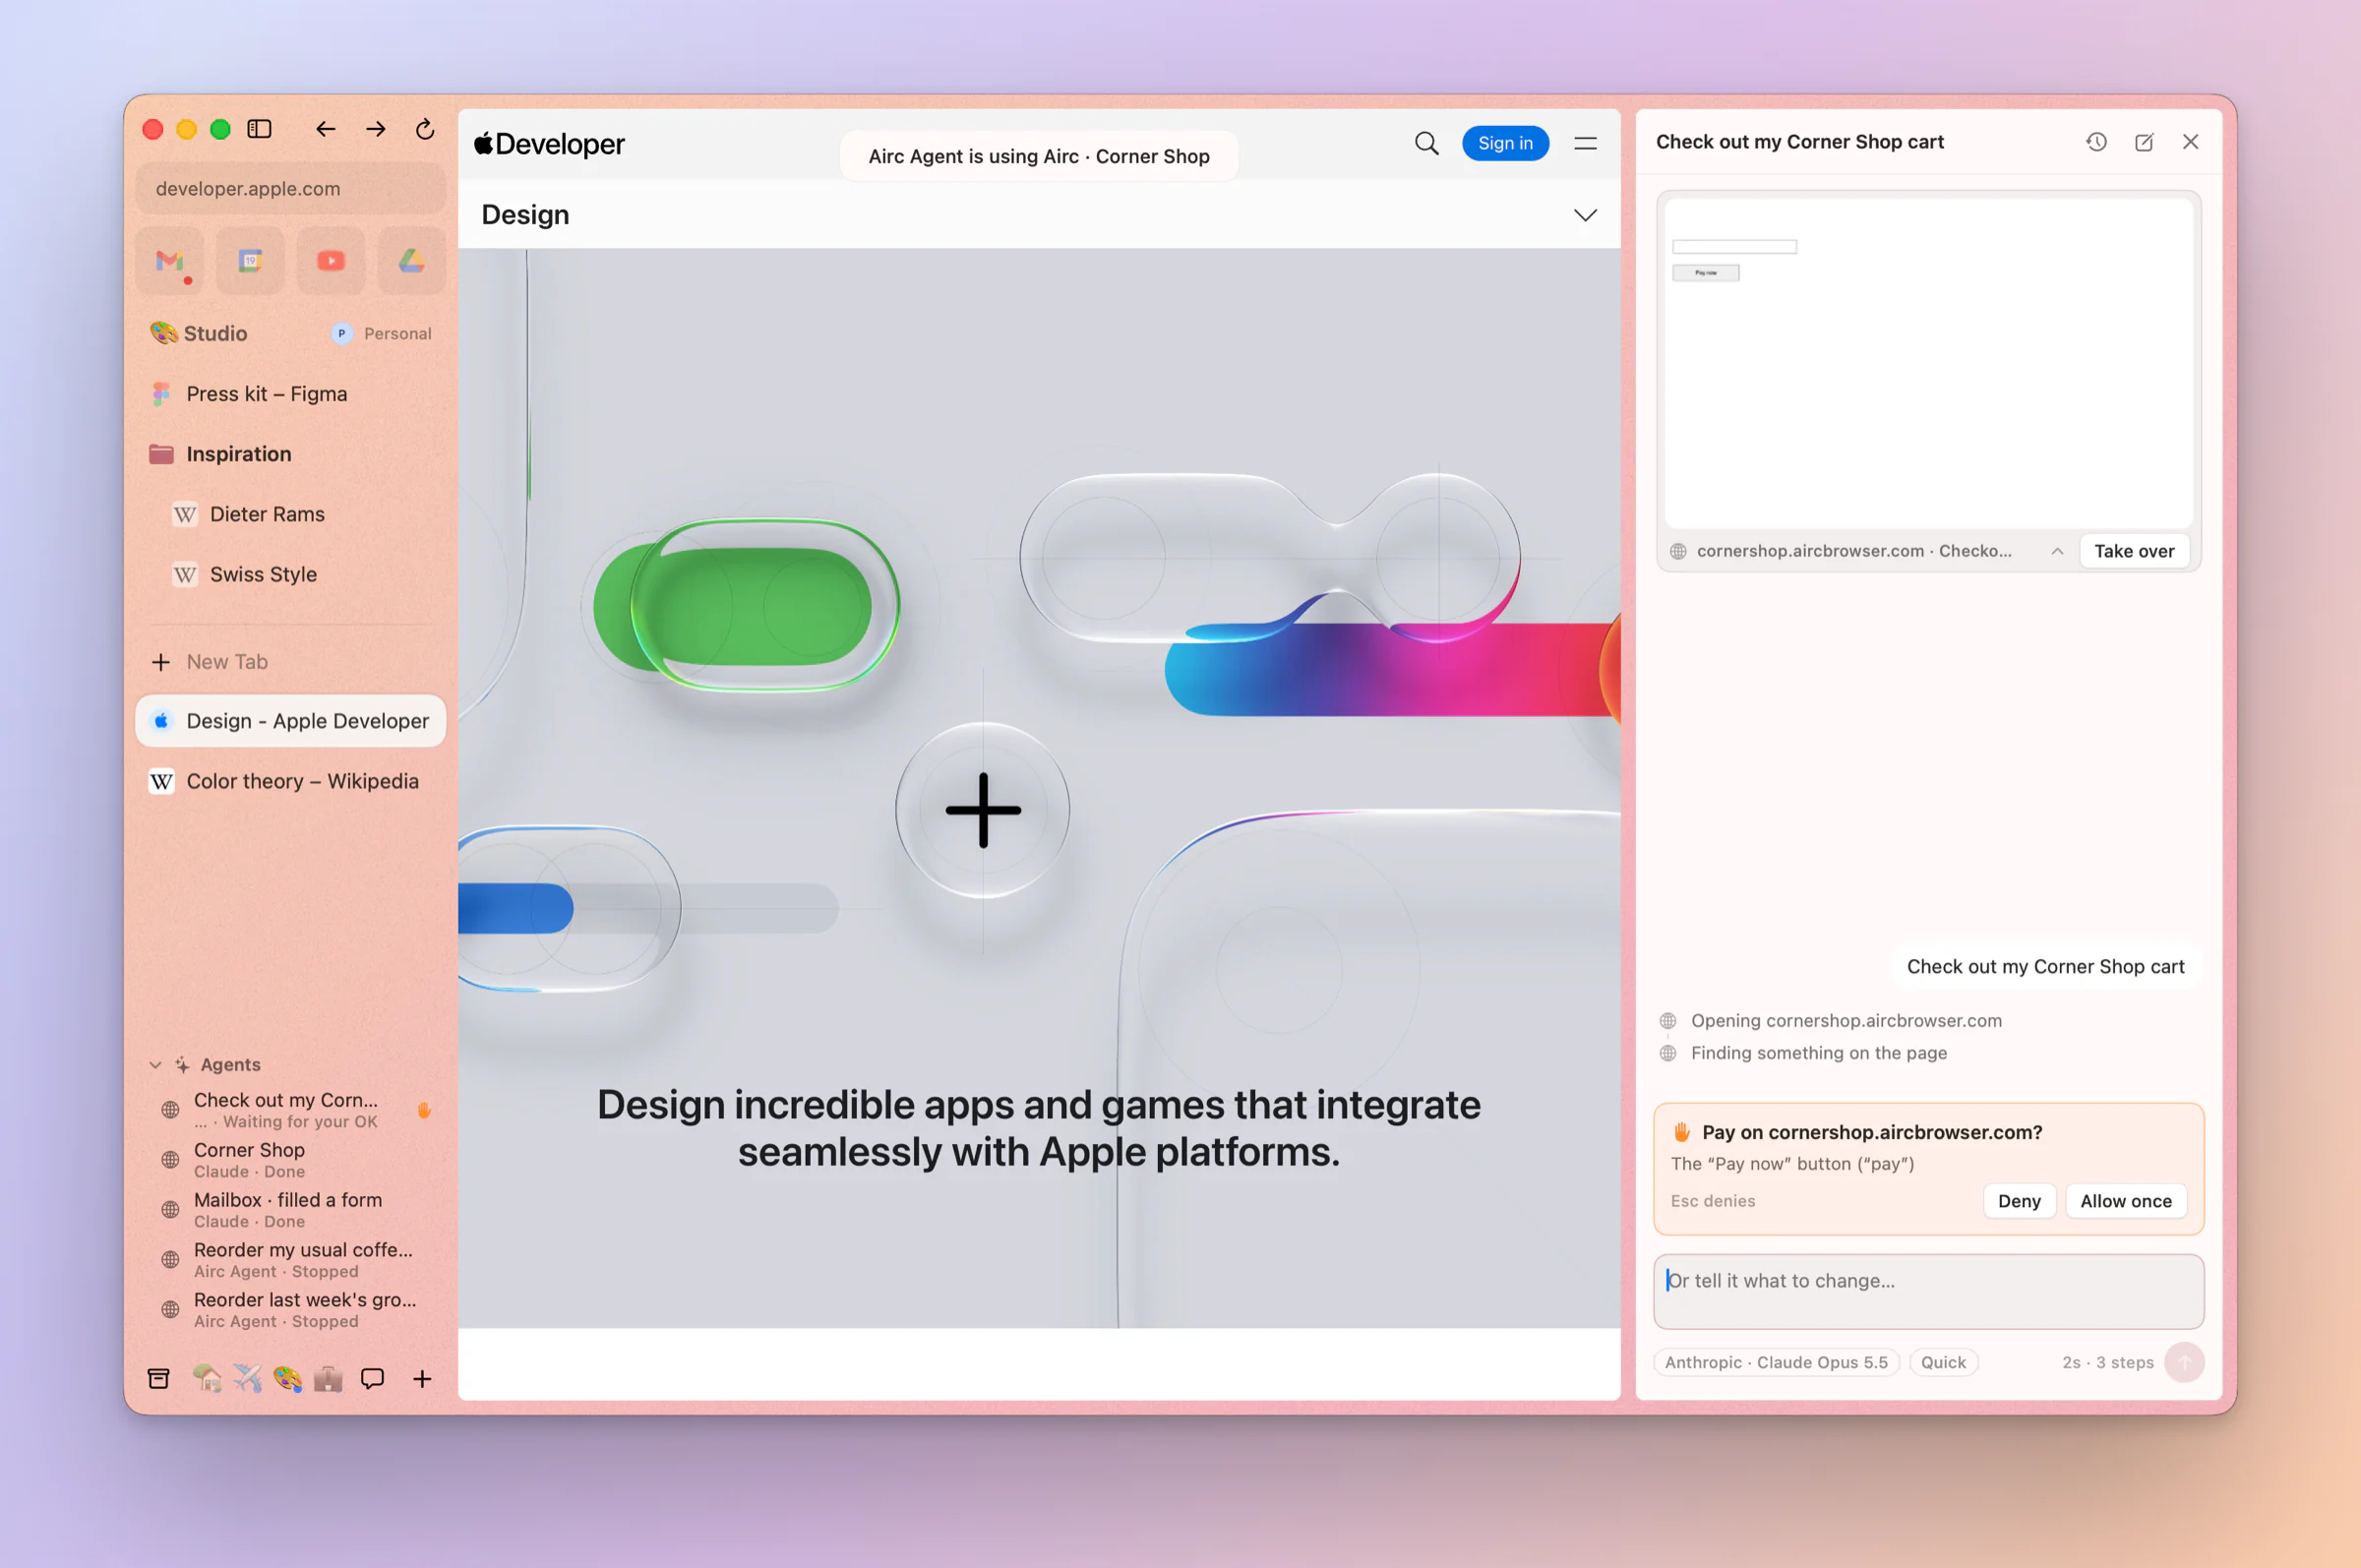 developer.apple.com
19
Studio
P Personal
Press kit – Figma
Inspiration
W Dieter Rams
W Swiss Style
New Tab
Design - Apple Developer
W Color theory – Wikipedia
Agents
Check out my Corn...
... · Waiting for your OK
Corner Shop
Claude · Done
Mailbox · filled a form
Claude · Done
Reorder my usual coffe...
Airc Agent · Stopped
Reorder last week's gro...
Airc Agent · Stopped
Developer
Airc Agent is using Airc · Corner Shop
Sign in
Design
Design incredible apps and games that integrate
seamlessly with Apple platforms.
Check out my Corner Shop cart
Pay now
cornershop.aircbrowser.com · Checko...
Take over
Check out my Corner Shop cart
Opening cornershop.aircbrowser.com
Finding something on the page
Pay on cornershop.aircbrowser.com?
The “Pay now” button (“pay”)
Esc denies
Deny
Allow once
Or tell it what to change...
Anthropic · Claude Opus 5.5
Quick
2s · 3 steps